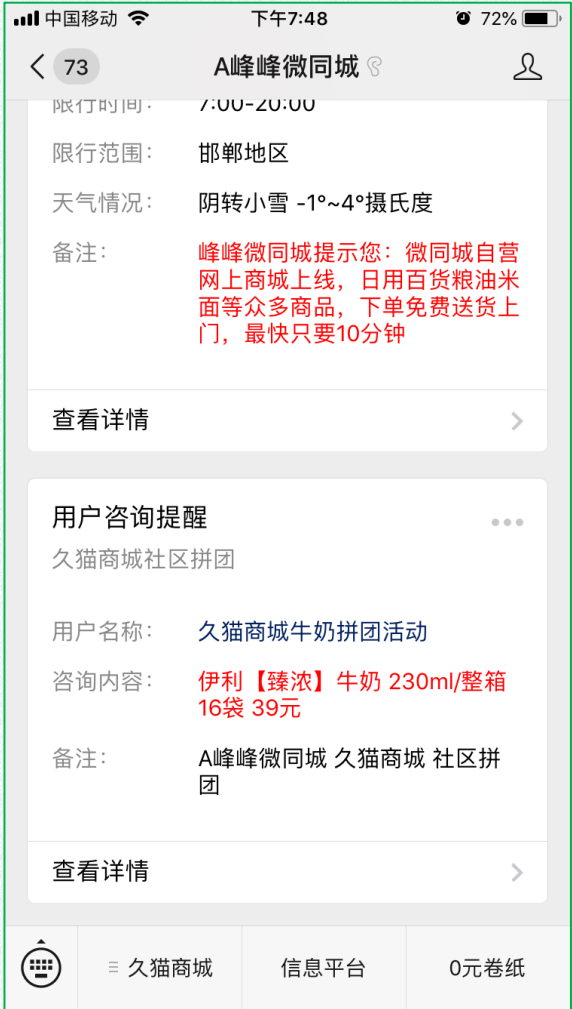 中国移动 下午7:48 72%
73 A峰峰微同城
限行时间: 7:00-20:00
限行范围: 邯郸地区
天气情况: 阴转小雪 -1°~4°摄氏度
备注: 峰峰微同城提示您：微同城自营
网上商城上线，日用百货粮油米
面等众多商品，下单免费送货上
门，最快只要10分钟
查看详情
用户咨询提醒
久猫商城社区拼团
用户名称: 久猫商城牛奶拼团活动
咨询内容: 伊利【臻浓】牛奶 230ml/整箱
16袋 39元
备注: A峰峰微同城 久猫商城 社区拼
团
查看详情
久猫商城 信息平台 0元卷纸